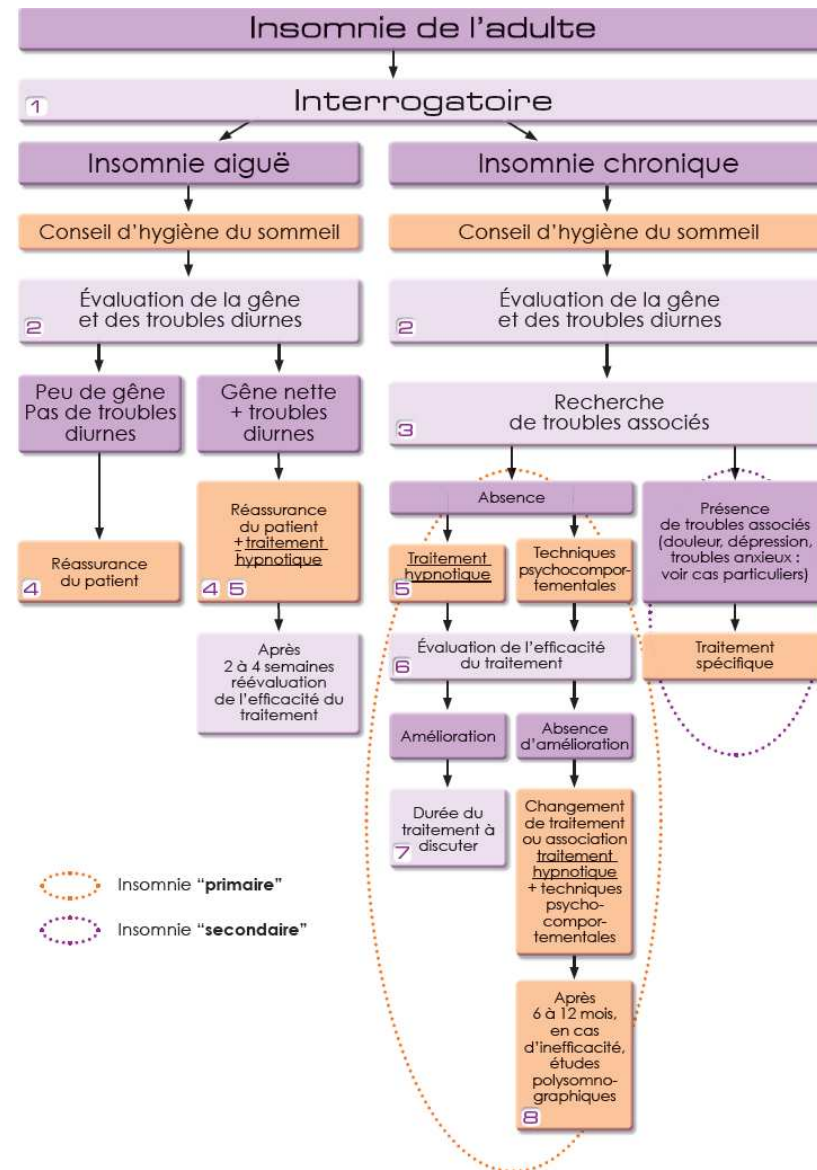 Insomnie de l'adulte
1
Interrogatoire
Insomnie aiguë
Insomnie chronique
Conseil d'hygiène du sommeil
Conseil d'hygiène du sommeil
Évaluation de la gêne
et des troubles diurnes
2
Évaluation de la gêne
et des troubles diurnes
2
Peu de gêne
Pas de troubles
diurnes
Gêne nette
+ troubles
diurnes
Recherche
de troubles associés
3
Réassurance
du patient
4
Réassurance
du patient
± traitement
hypnotique
4 5
Après
2 à 4 semaines
réévaluation
de l'efficacité du
traitement
Absence
Traitement
hypnotique
5
Techniques
psychocompor-
tementales
Présence
de troubles associés
(douleur, dépression,
troubles anxieux :
voir cas particuliers)
Évaluation de l'efficacité
du traitement
6
Traitement
spécifique
Amélioration
Absence
d'amélioration
Durée du
traitement à
discuter
7
Changement
de traitement
ou association
traitement
hypnotique
+ techniques
psycho-
compor-
tementales
Après
6 à 12 mois,
en cas
d'inefficacité,
études
polysomno-
graphiques
8
Insomnie "primaire"
Insomnie "secondaire"